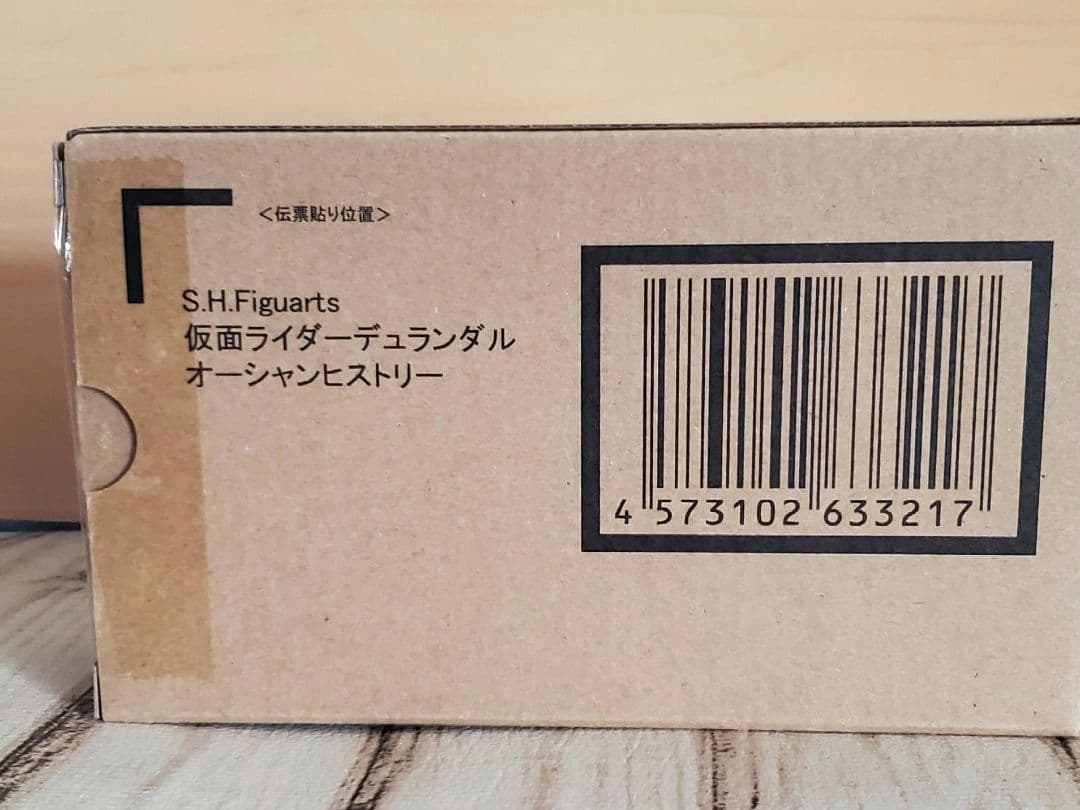 ＜伝票貼り位置＞
S.H.Figuarts
仮面ライダーデュランダル
オーシャンヒストリー
4 573102 633217